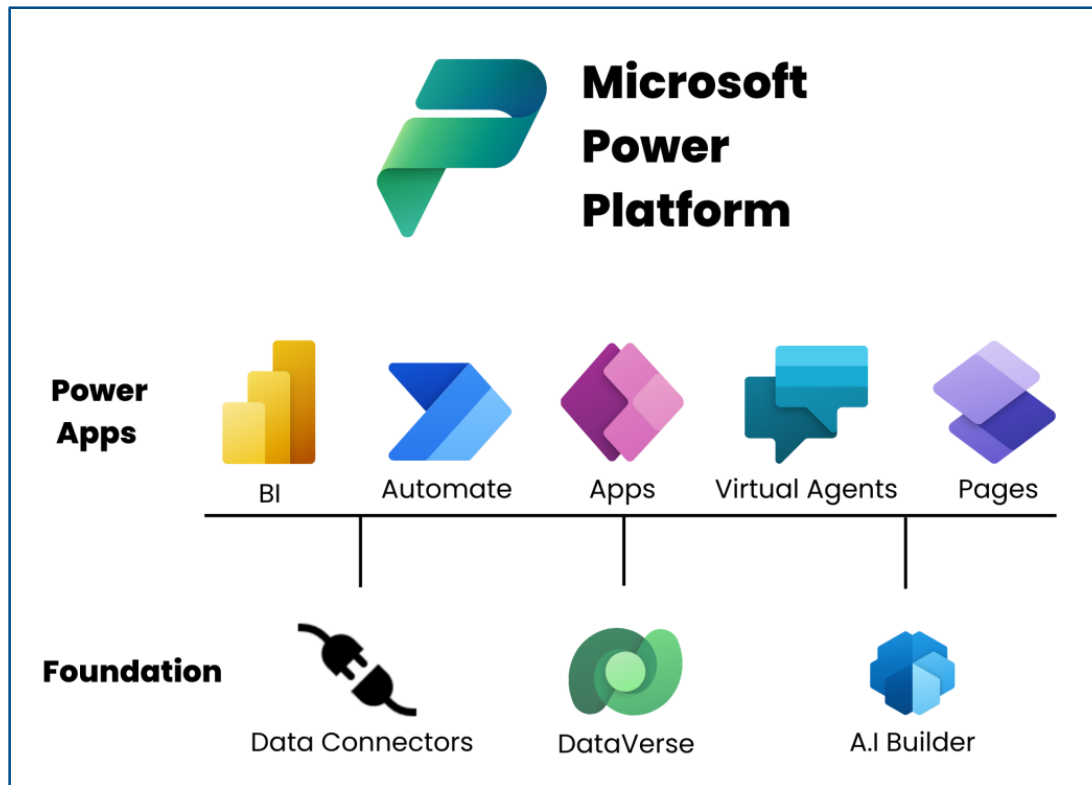 Microsoft
Power
Platform
Power
Apps
BI
Automate
Apps
Virtual Agents
Pages
Foundation
Data Connectors
DataVerse
A.I Builder